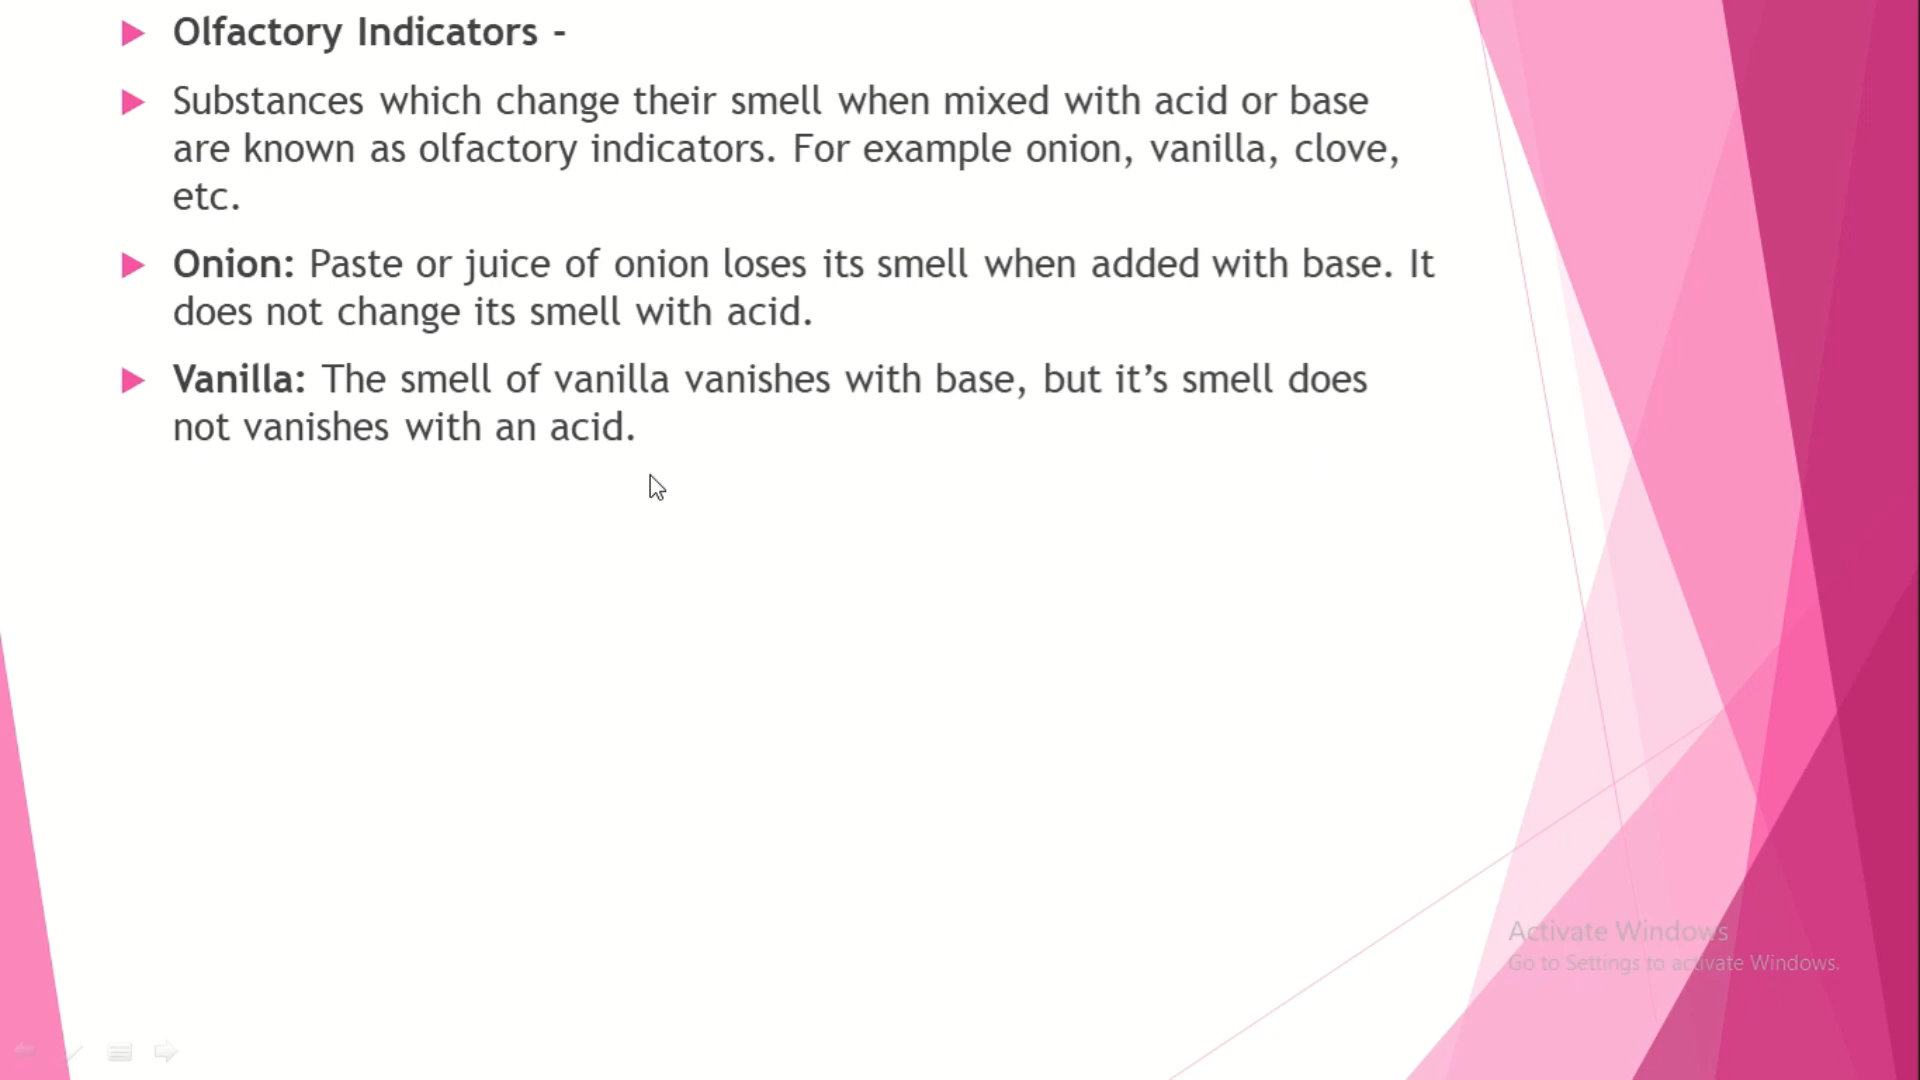 Olfactory Indicators -
Substances which change their smell when mixed with acid or base
are known as olfactory indicators. For example onion, vanilla, clove,
etc.
Onion: Paste or juice of onion loses its smell when added with base. It
does not change its smell with acid.
Vanilla: The smell of vanilla vanishes with base, but it’s smell does
not vanishes with an acid.
Activate Windows
Go to Settings to activate Windows.